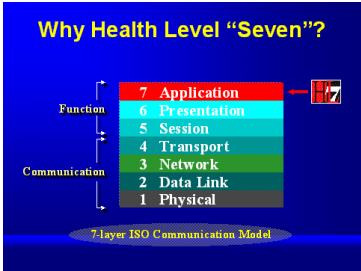 Why Health Level “Seven”?
7 Application
6 Presentation
5 Session
4 Transport
3 Network
2 Data Link
1 Physical
Function
Communication
H7
7-layer ISO Communication Model